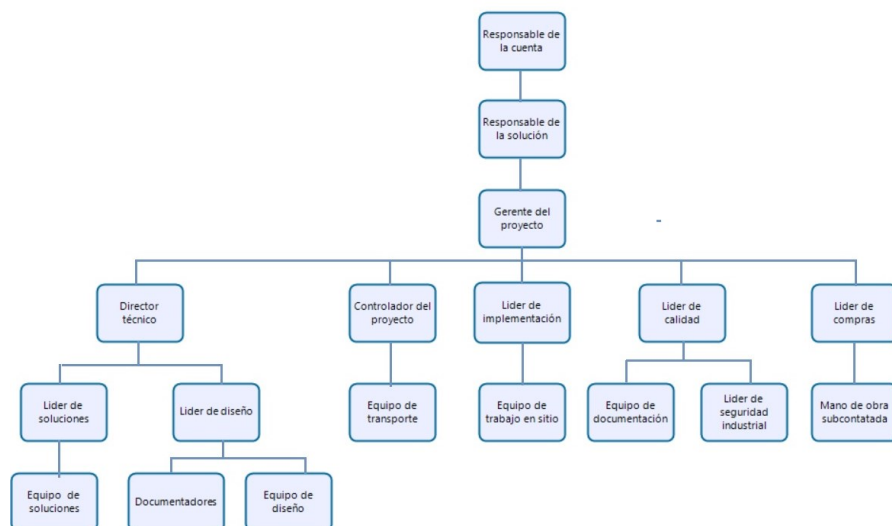 Responsable de
la cuenta
Responsable de
la solución
Gerente del
proyecto
Director
técnico
Controlador del
proyecto
Lider de
implementación
Lider de
calidad
Lider de
compras
Lider de
soluciones
Lider de diseño
Equipo de
transporte
Equipo de
trabajo en sitio
Equipo de
documentación
Lider de
seguridad
industrial
Mano de obra
subcontatada
Equipo de
soluciones
Documentadores
Equipo de
diseño